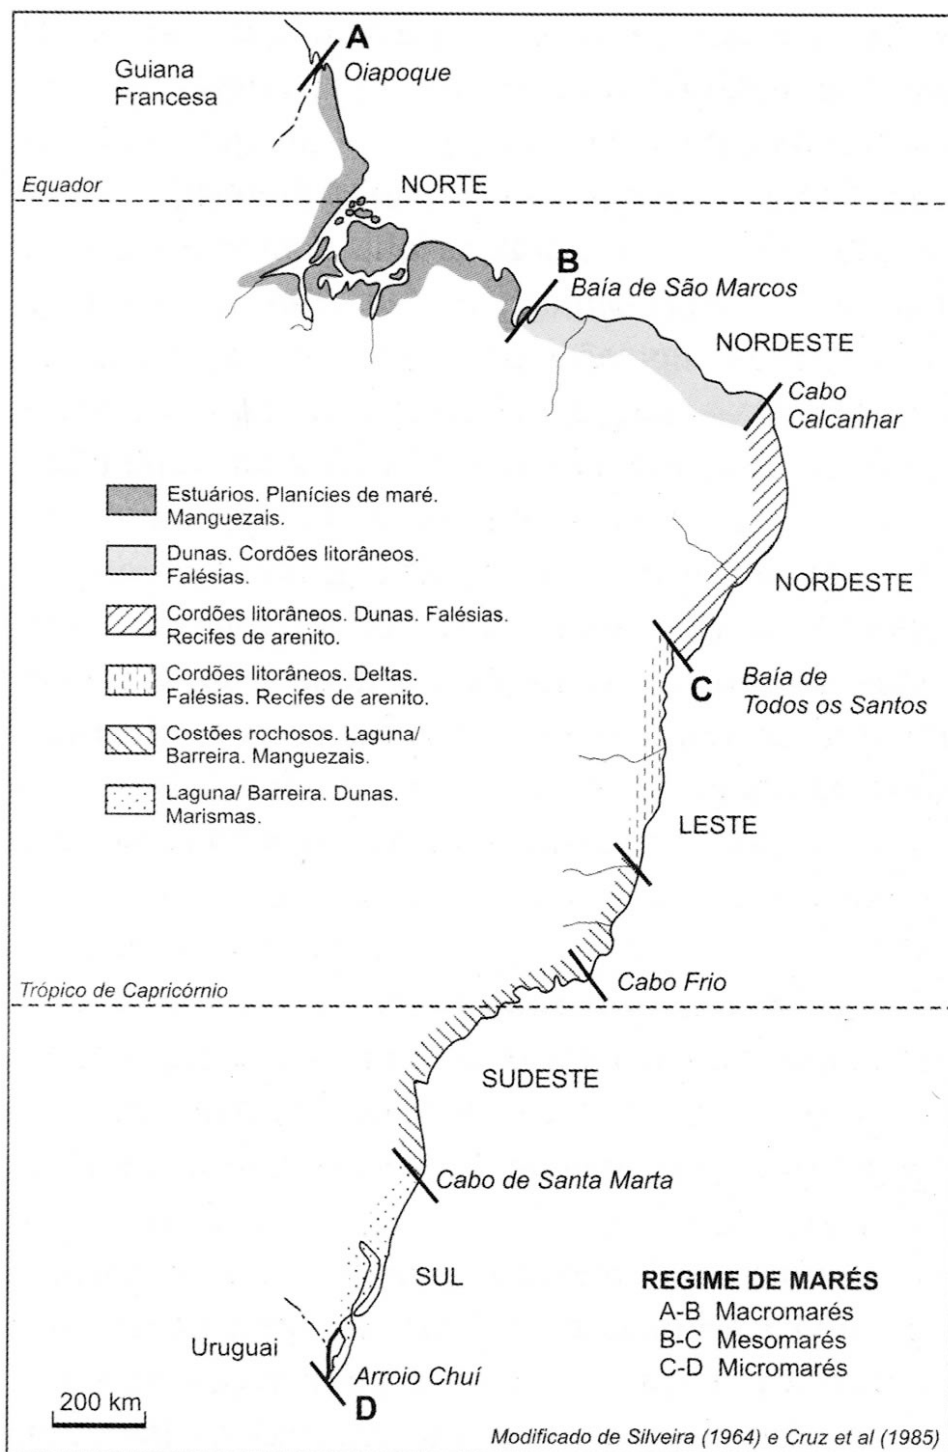 A
Oiapoque
Guiana
Francesa
Equador
NORTE
B
Baía de São Marcos
NORDESTE
Cabo
Calcanhar
Estuários. Planícies de maré.
Manguezais.
Dunas. Cordões litorâneos.
Falésias.
Cordões litorâneos. Dunas. Falésias.
Recifes de arenito.
Cordões litorâneos. Deltas.
Falésias. Recifes de arenito.
Costões rochosos. Laguna/
Barreira. Manguezais.
Laguna/ Barreira. Dunas.
Marismas.
NORDESTE
C
Baía de
Todos os Santos
LESTE
Cabo Frio
Trópico de Capricórnio
SUDESTE
Cabo de Santa Marta
SUL
Uruguai
Arroio Chuí
D
200 km
REGIME DE MARÉS
A-B Macromarés
B-C Mesomarés
C-D Micromarés
Modificado de Silveira (1964) e Cruz et al (1985)